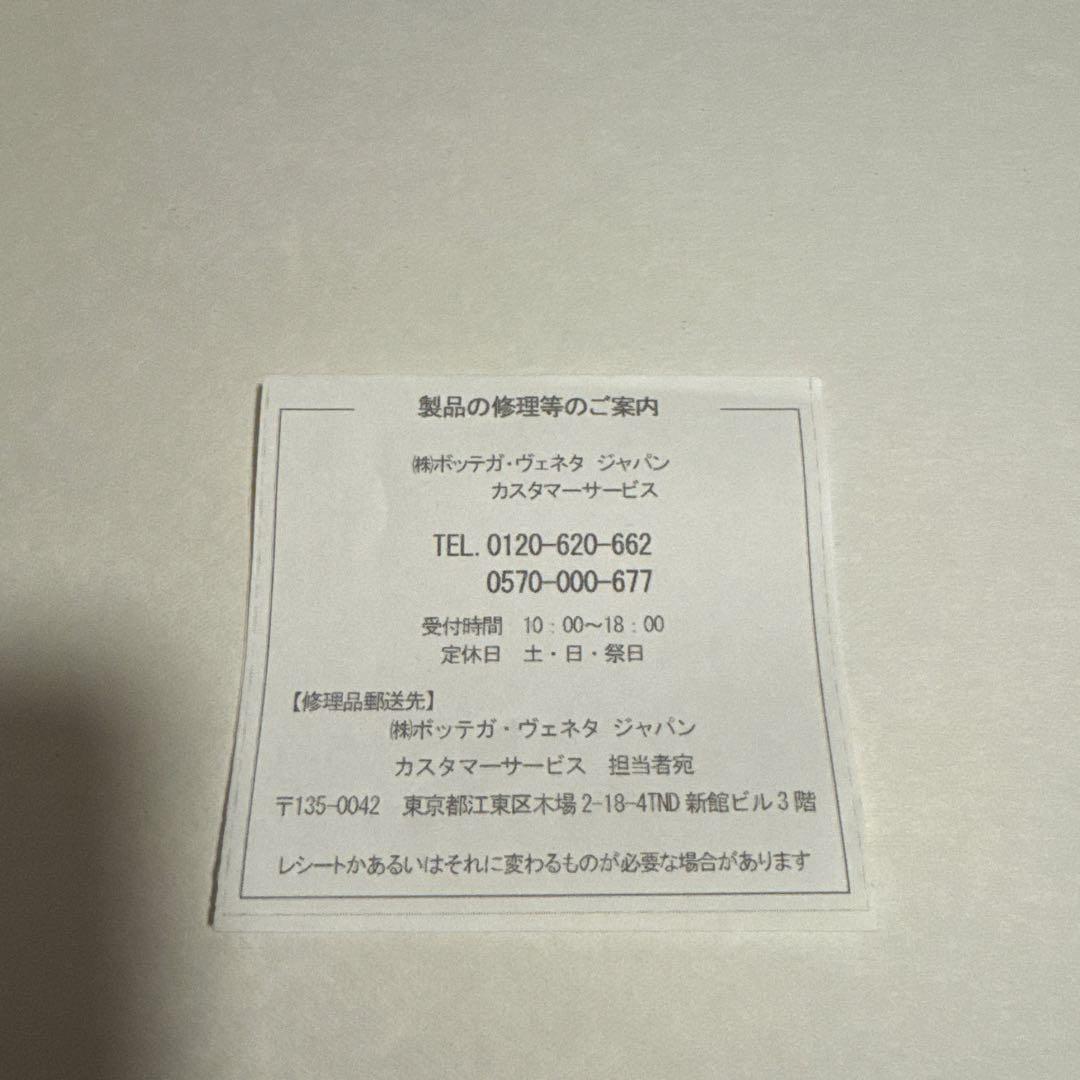 製品の修理等のご案内
㈱ボッテガ・ヴェネタ ジャパン
カスタマーサービス
TEL. 0120-620-662
0570-000-677
受付時間 10:00～18:00
定休日 土・日・祭日
【修理品郵送先】
㈱ボッテガ・ヴェネタ ジャパン
カスタマーサービス 担当者宛
〒135-0042 東京都江東区木場2-18-4TND新館ビル3階
レシートかあるいはそれに変わるものが必要な場合があります